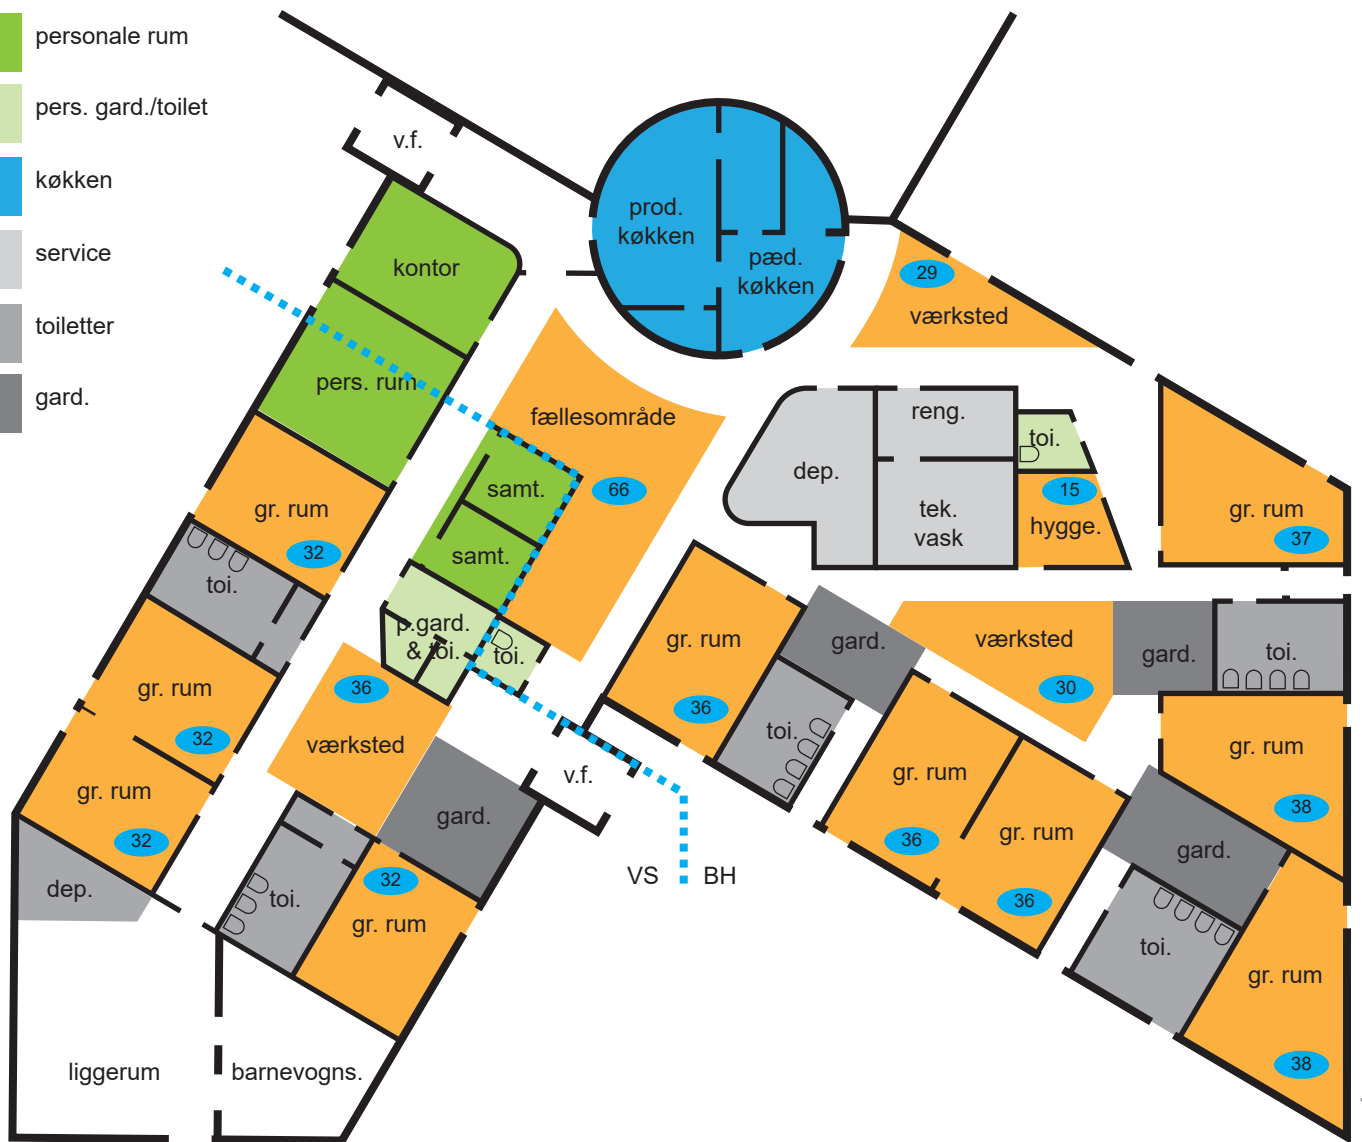 personale rum
pers. gard./toilet
køkken
service
toiletter
gard.
v.f.
kontor
pers. rum
prod.
køkken
pæd.
køkken
29
værksted
fællesområde
66
samt.
samt.
gr. rum
32
toi.
p.gard.
& toi.
toi.
gr. rum
32
gr. rum
32
dep.
36
værksted
gard.
v.f.
toi.
32
gr. rum
liggerum
barnevogns.
VS
BH
dep.
reng.
tek.
vask
toi.
15
hygge.
gr. rum
37
gr. rum
36
gard.
toi.
værksted
30
gard.
toi.
gr. rum
38
gr. rum
36
gr. rum
36
gard.
toi.
gr. rum
38